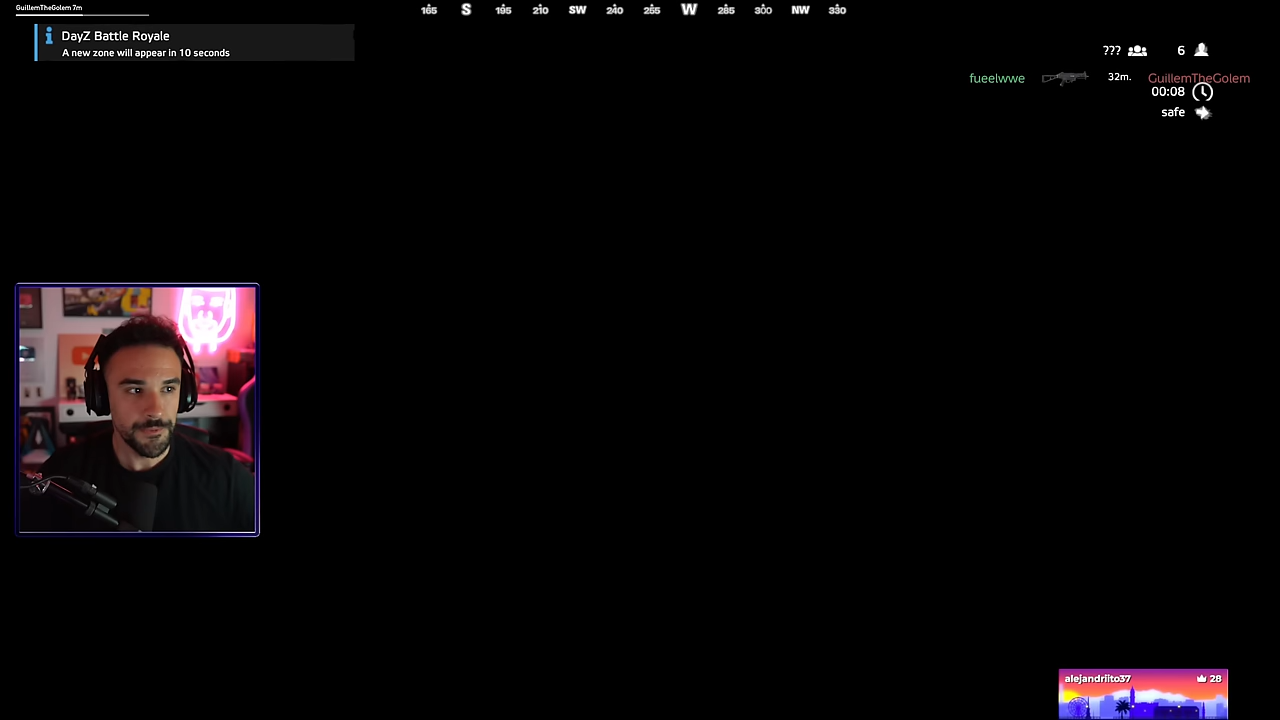 GuillemTheGolem 7m
165 S 195 210 SW 240 255 W 285 300 NW 330
DayZ Battle Royale
A new zone will appear in 10 seconds
??? 6
fueelwwe 32m. GuillemTheGolem
00:08
safe
alejandriito37 28